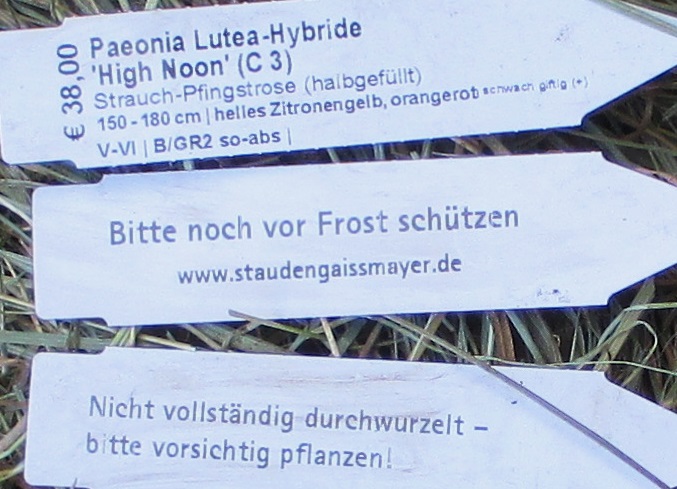 € 38,00
Paeonia Lutea-Hybride
'High Noon' (C 3)
Strauch-Pfingstrose (halbgefüllt)
150 - 180 cm | helles Zitronengelb, orangerot schwach giftig (+)
V-VI | B/GR2 so-abs |
Bitte noch vor Frost schützen
www.staudengaissmayer.de
Nicht vollständig durchwurzelt –
bitte vorsichtig pflanzen!